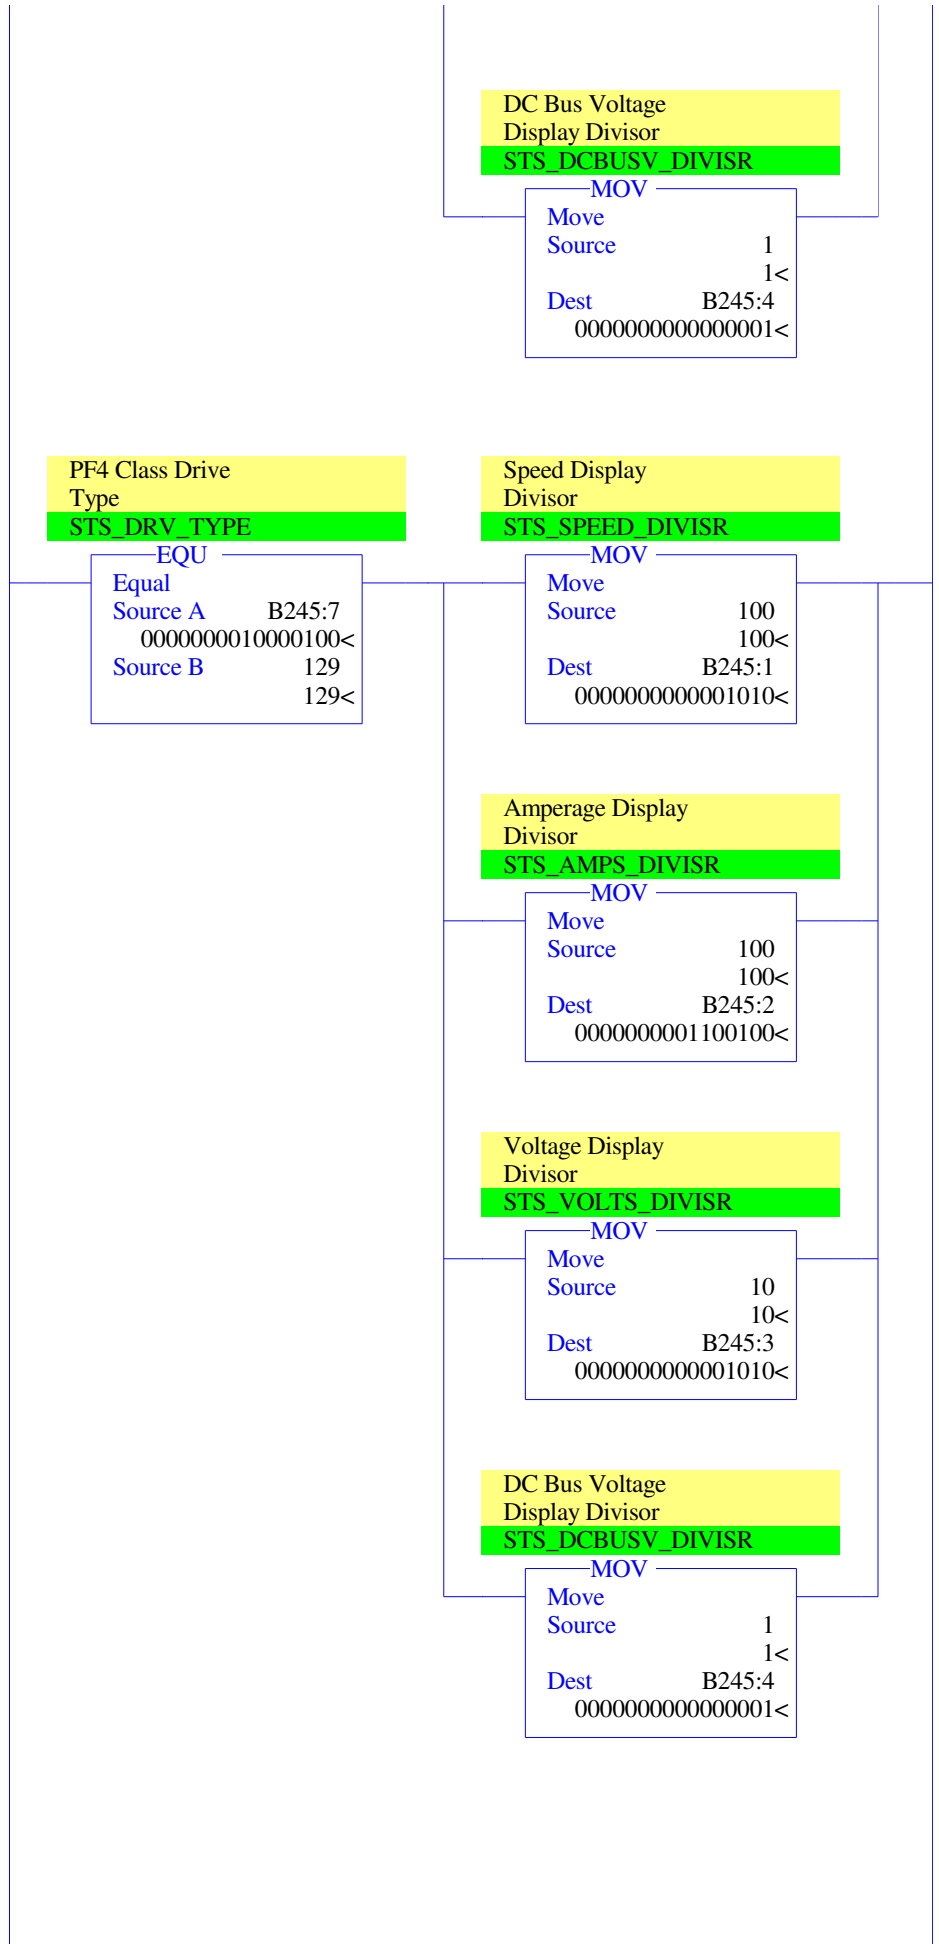 DC Bus Voltage
Display Divisor
STS_DCBUSV_DIVISR
MOV
Move
Source 1
1<
Dest B245:4
0000000000000001<
PF4 Class Drive
Type
STS_DRV_TYPE
EQU
Equal
Source A B245:7
0000000010000100<
Source B 129
129<
Speed Display
Divisor
STS_SPEED_DIVISR
MOV
Move
Source 100
100<
Dest B245:1
0000000000001010<
Amperage Display
Divisor
STS_AMPS_DIVISR
MOV
Move
Source 100
100<
Dest B245:2
0000000001100100<
Voltage Display
Divisor
STS_VOLTS_DIVISR
MOV
Move
Source 10
10<
Dest B245:3
0000000000001010<
DC Bus Voltage
Display Divisor
STS_DCBUSV_DIVISR
MOV
Move
Source 1
1<
Dest B245:4
0000000000000001<